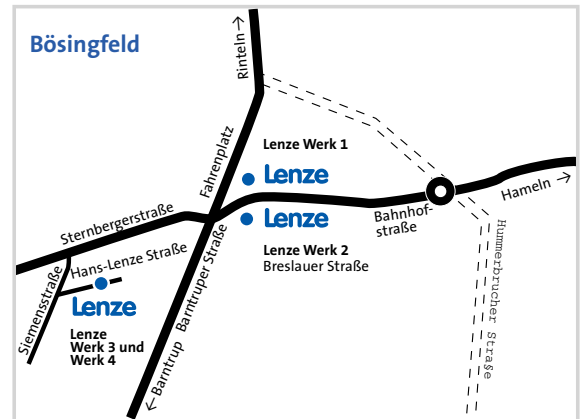 Bösingfeld
Rinteln →
Fahrenplatz
Lenze Werk 1
Lenze
Lenze
Lenze Werk 2
Breslauer Straße
Bahnhof-
straße
Hameln →
Hummerbrucher Straße
Sternbergerstraße
Hans-Lenze Straße
Siemensstraße
Lenze
Lenze
Werk 3 und
Werk 4
Barntruper Straße
← Barntrup